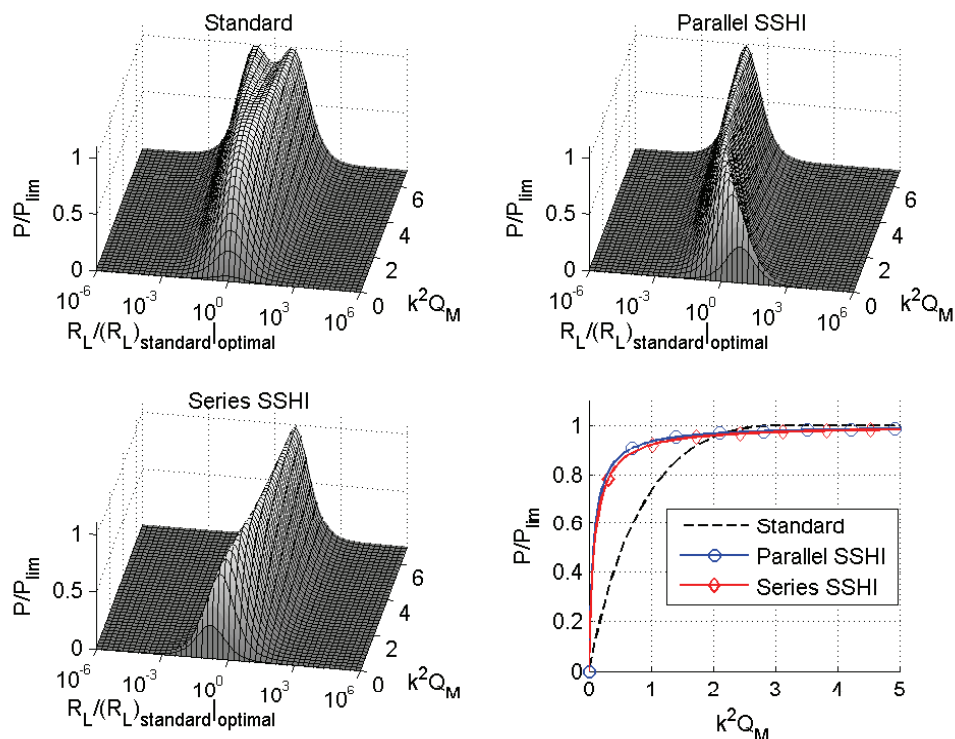 Standard
1
0.5
0
P/P_lim
10^-6
10^-3
10^0
10^3
10^6
R_L/(R_L)_standard|optimal
0
2
4
6
k^2Q_M
Parallel SSHI
1
0.5
0
P/P_lim
10^-6
10^-3
10^0
10^3
10^6
R_L/(R_L)_standard|optimal
0
2
4
6
k^2Q_M
Series SSHI
1
0.5
0
P/P_lim
10^-6
10^-3
10^0
10^3
10^6
R_L/(R_L)_standard|optimal
0
2
4
6
k^2Q_M
1
0.8
0.6
0.4
0.2
0
P/P_lim
Standard
Parallel SSHI
Series SSHI
0 1 2 3 4 5
k^2Q_M